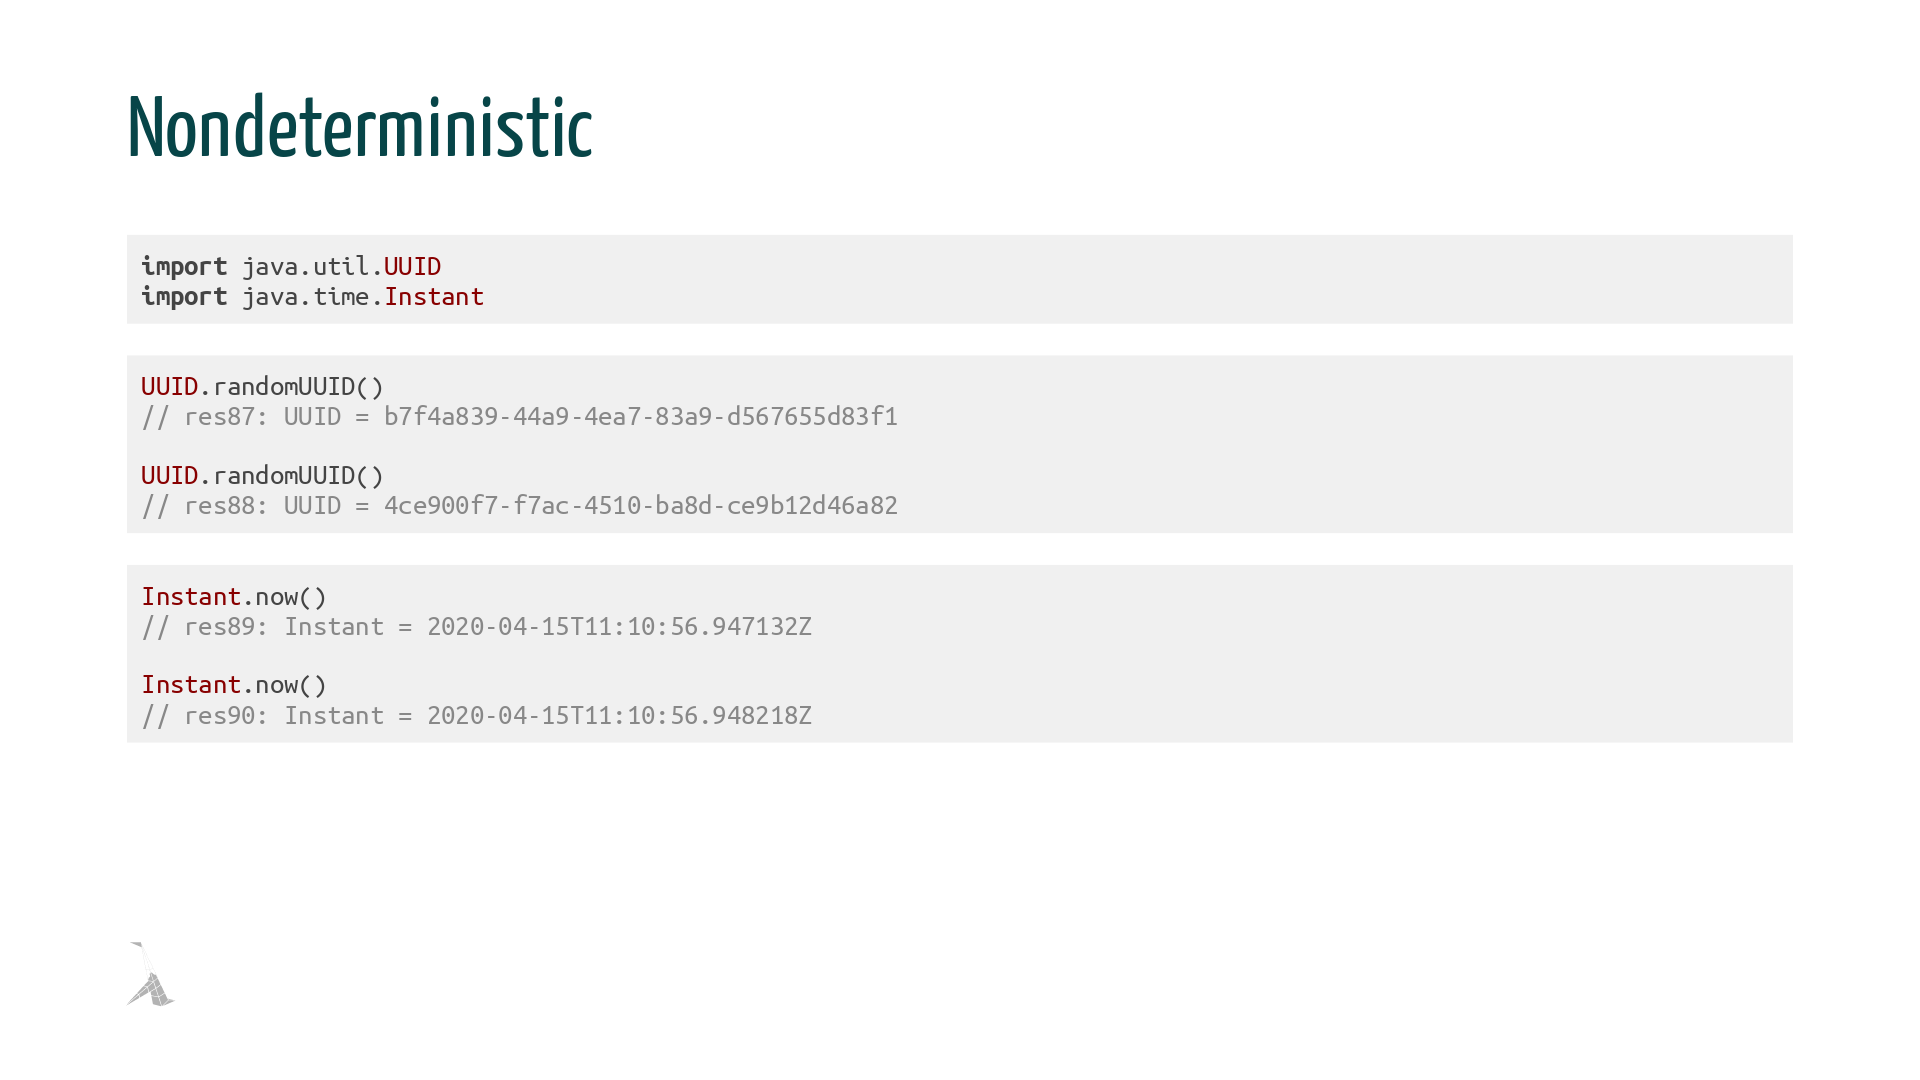 Nondeterministic
import java.util.UUID
import java.time.Instant
UUID.randomUUID()
// res87: UUID = b7f4a839-44a9-4ea7-83a9-d567655d83f1
UUID.randomUUID()
// res88: UUID = 4ce900f7-f7ac-4510-ba8d-ce9b12d46a82
Instant.now()
// res89: Instant = 2020-04-15T11:10:56.947132Z
Instant.now()
// res90: Instant = 2020-04-15T11:10:56.948218Z